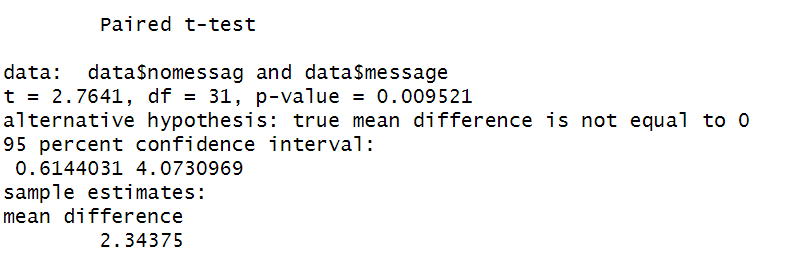 Paired t-test
data: data$nomessag and data$message
t = 2.7641, df = 31, p-value = 0.009521
alternative hypothesis: true mean difference is not equal to 0
95 percent confidence interval:
0.6144031 4.0730969
sample estimates:
mean difference
2.34375